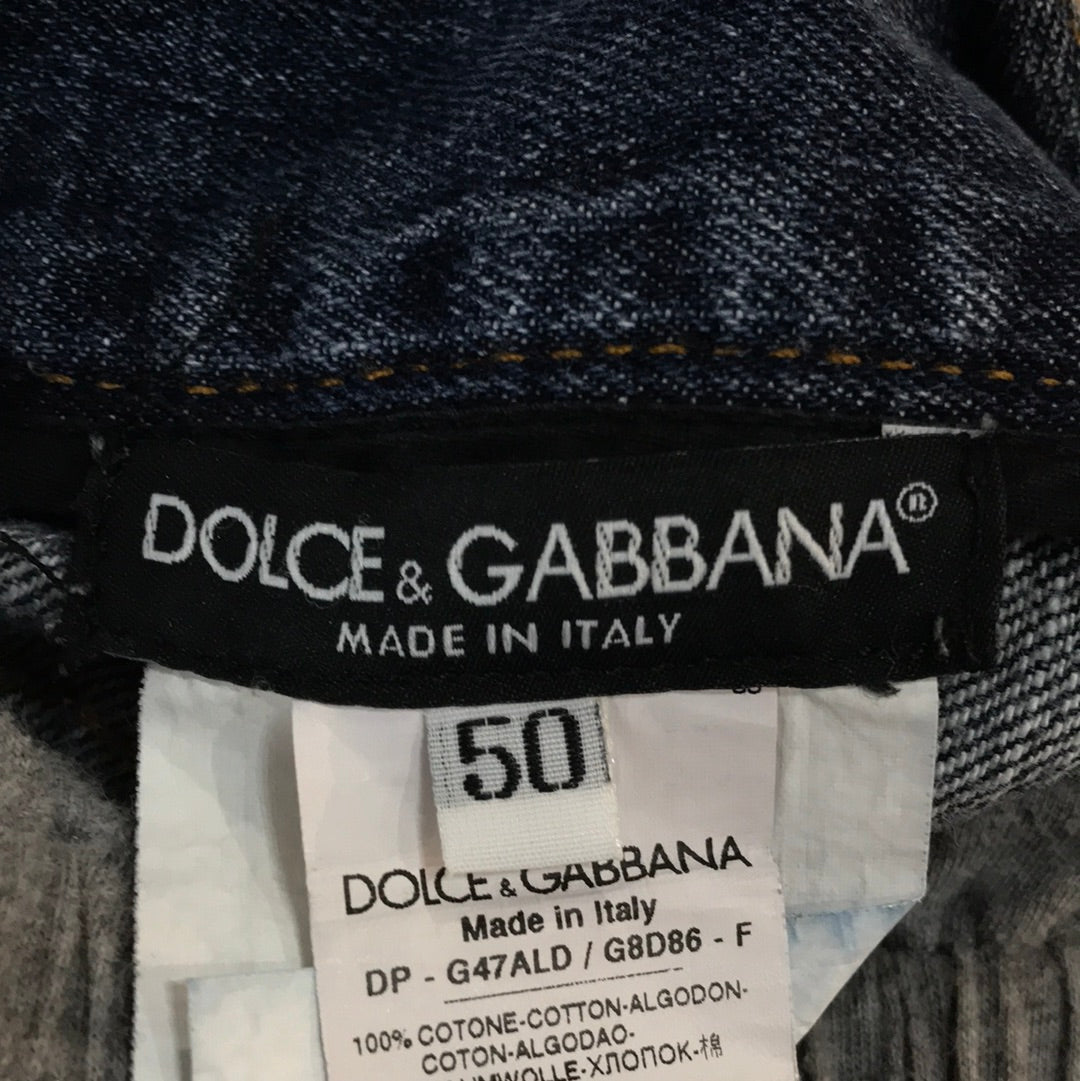 DOLCE & GABBANA®
MADE IN ITALY
50
DOLCE & GABBANA
Made in Italy
DP - G47ALD / G8D86 - F
100% COTONE-COTTON-ALGODON-
COTON-ALGODAO-
ХЛОПОК-棉